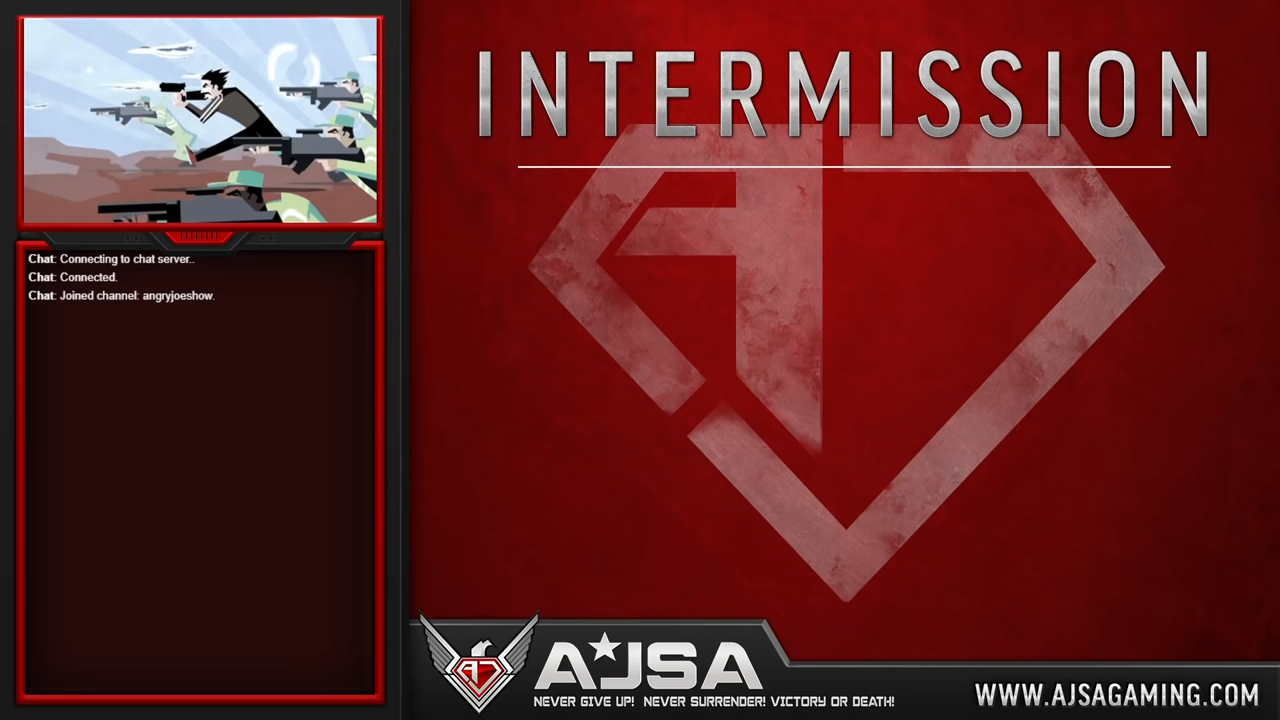 INTERMISSION
Chat: Connecting to chat server..
Chat: Connected.
Chat: Joined channel: angryjoeshow.
AJSA
NEVER GIVE UP! NEVER SURRENDER! VICTORY OR DEATH!
WWW.AJSAGAMING.COM